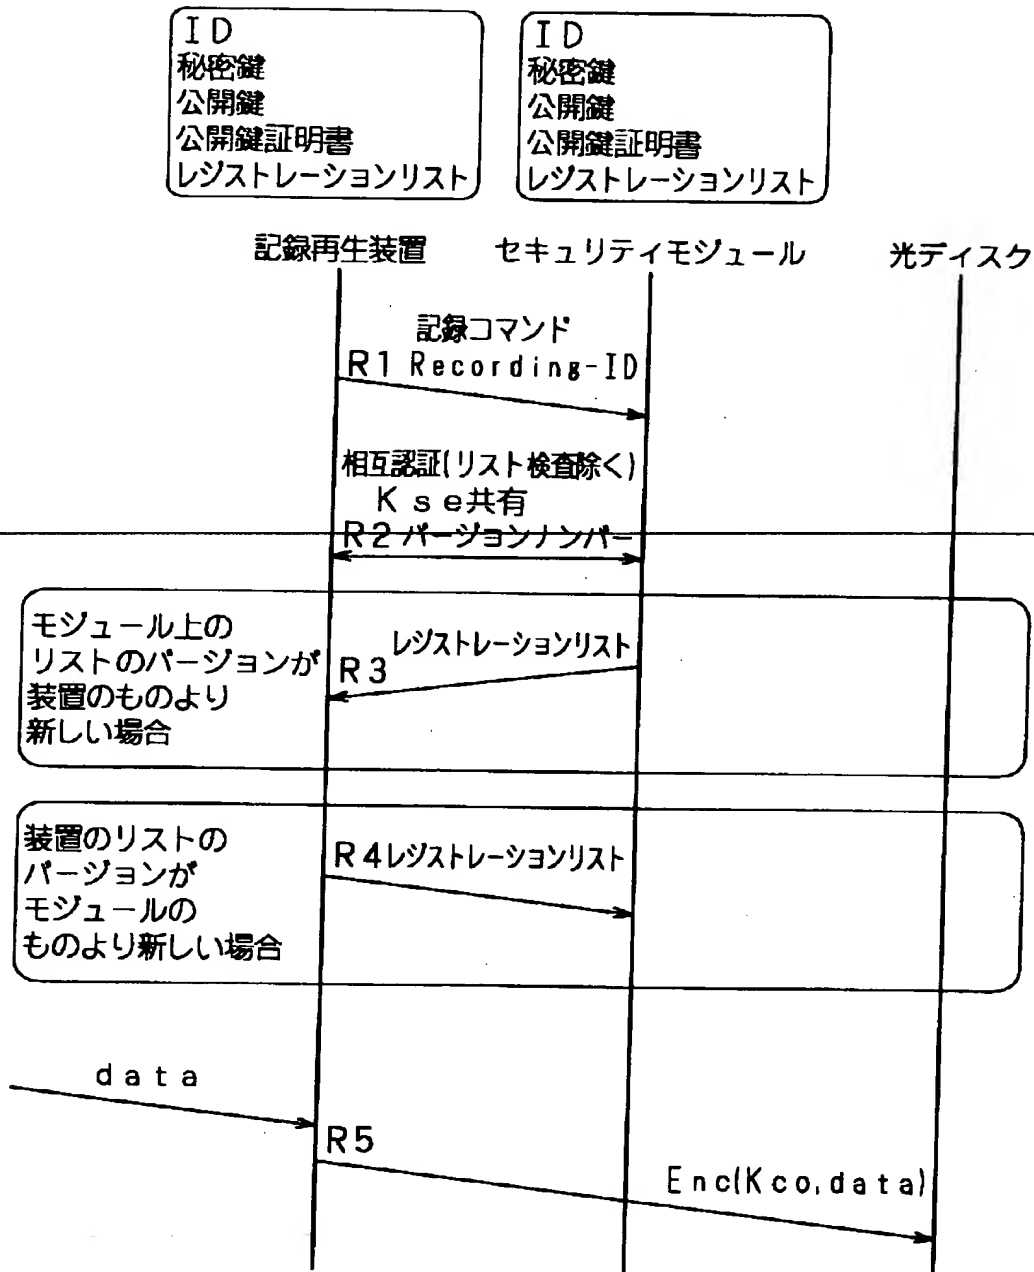 ID
秘密鍵
公開鍵
公開鍵証明書
レジストレーションリスト
ID
秘密鍵
公開鍵
公開鍵証明書
レジストレーションリスト
記録再生装置
セキュリティモジュール
光ディスク
記録コマンド
R1 Recording-ID
相互認証(リスト検査除く)
Kse共有
R2 バージョンナンバー
モジュール上の
リストのバージョンが
装置のものより
新しい場合
レジストレーションリスト
R3
装置のリストの
バージョンが
モジュールの
ものより新しい場合
R4レジストレーションリスト
data
R5
Enc(Kco,data)